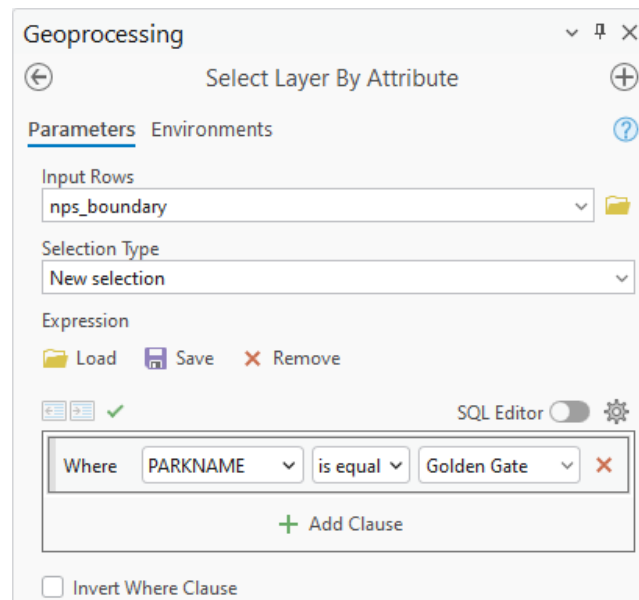 Geoprocessing
Select Layer By Attribute
Parameters Environments
Input Rows
nps_boundary
Selection Type
New selection
Expression
Load Save Remove
SQL Editor
Where PARKNAME is equal Golden Gate
Add Clause
Invert Where Clause